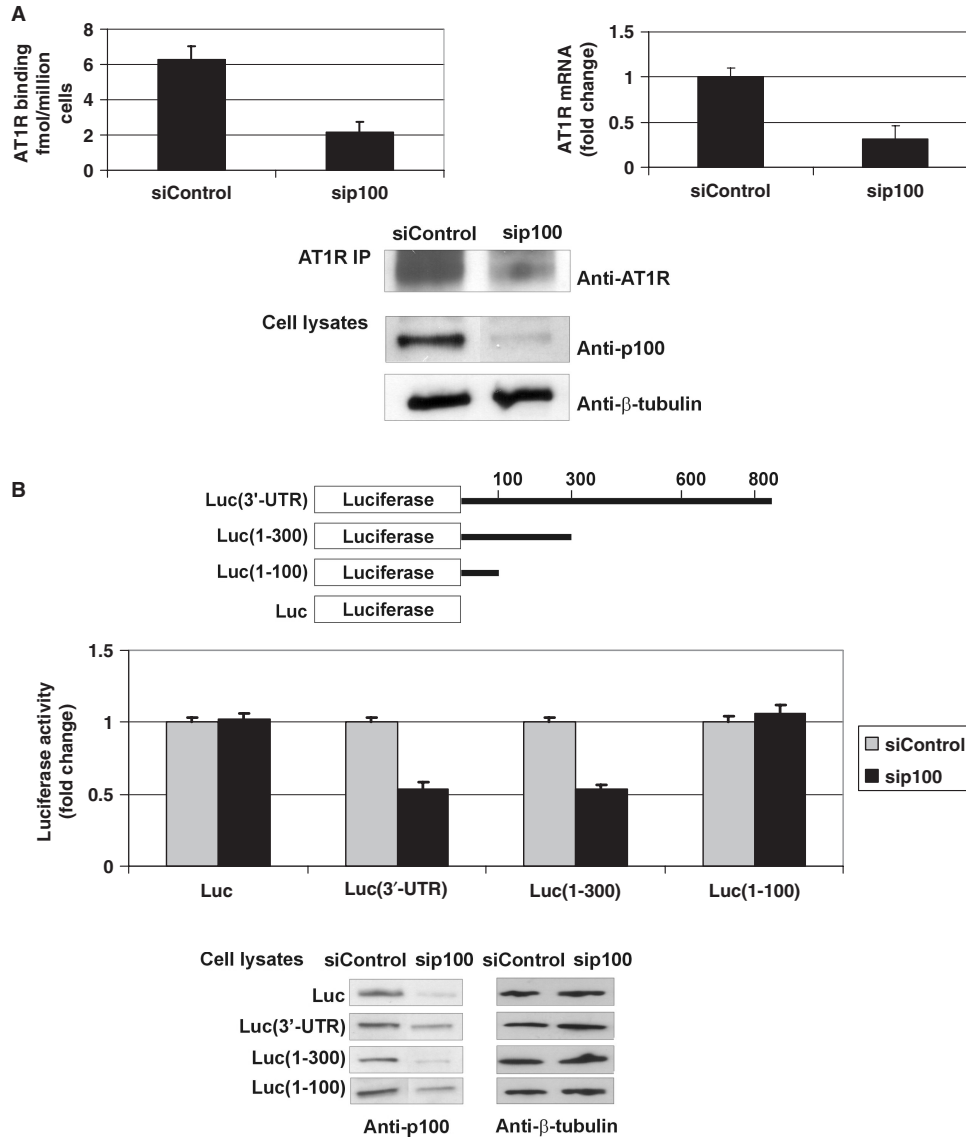 A
AT1R binding
fmol/million
cells
8
6
4
2
0
siControl
sip100
AT1R mRNA
(fold change)
1.5
1
0.5
0
siControl
sip100
siControl sip100
AT1R IP
Anti-AT1R
Cell lysates
Anti-p100
Anti-β-tubulin
B
100 300 600 800
Luc(3'-UTR) Luciferase
Luc(1-300) Luciferase
Luc(1-100) Luciferase
Luc Luciferase
Luciferase activity
(fold change)
1.5
1
0.5
0
Luc
Luc(3′-UTR)
Luc(1-300)
Luc(1-100)
siControl
sip100
Cell lysates siControl sip100 siControl sip100
Luc
Luc(3’-UTR)
Luc(1-300)
Luc(1-100)
Anti-p100 Anti-β-tubulin